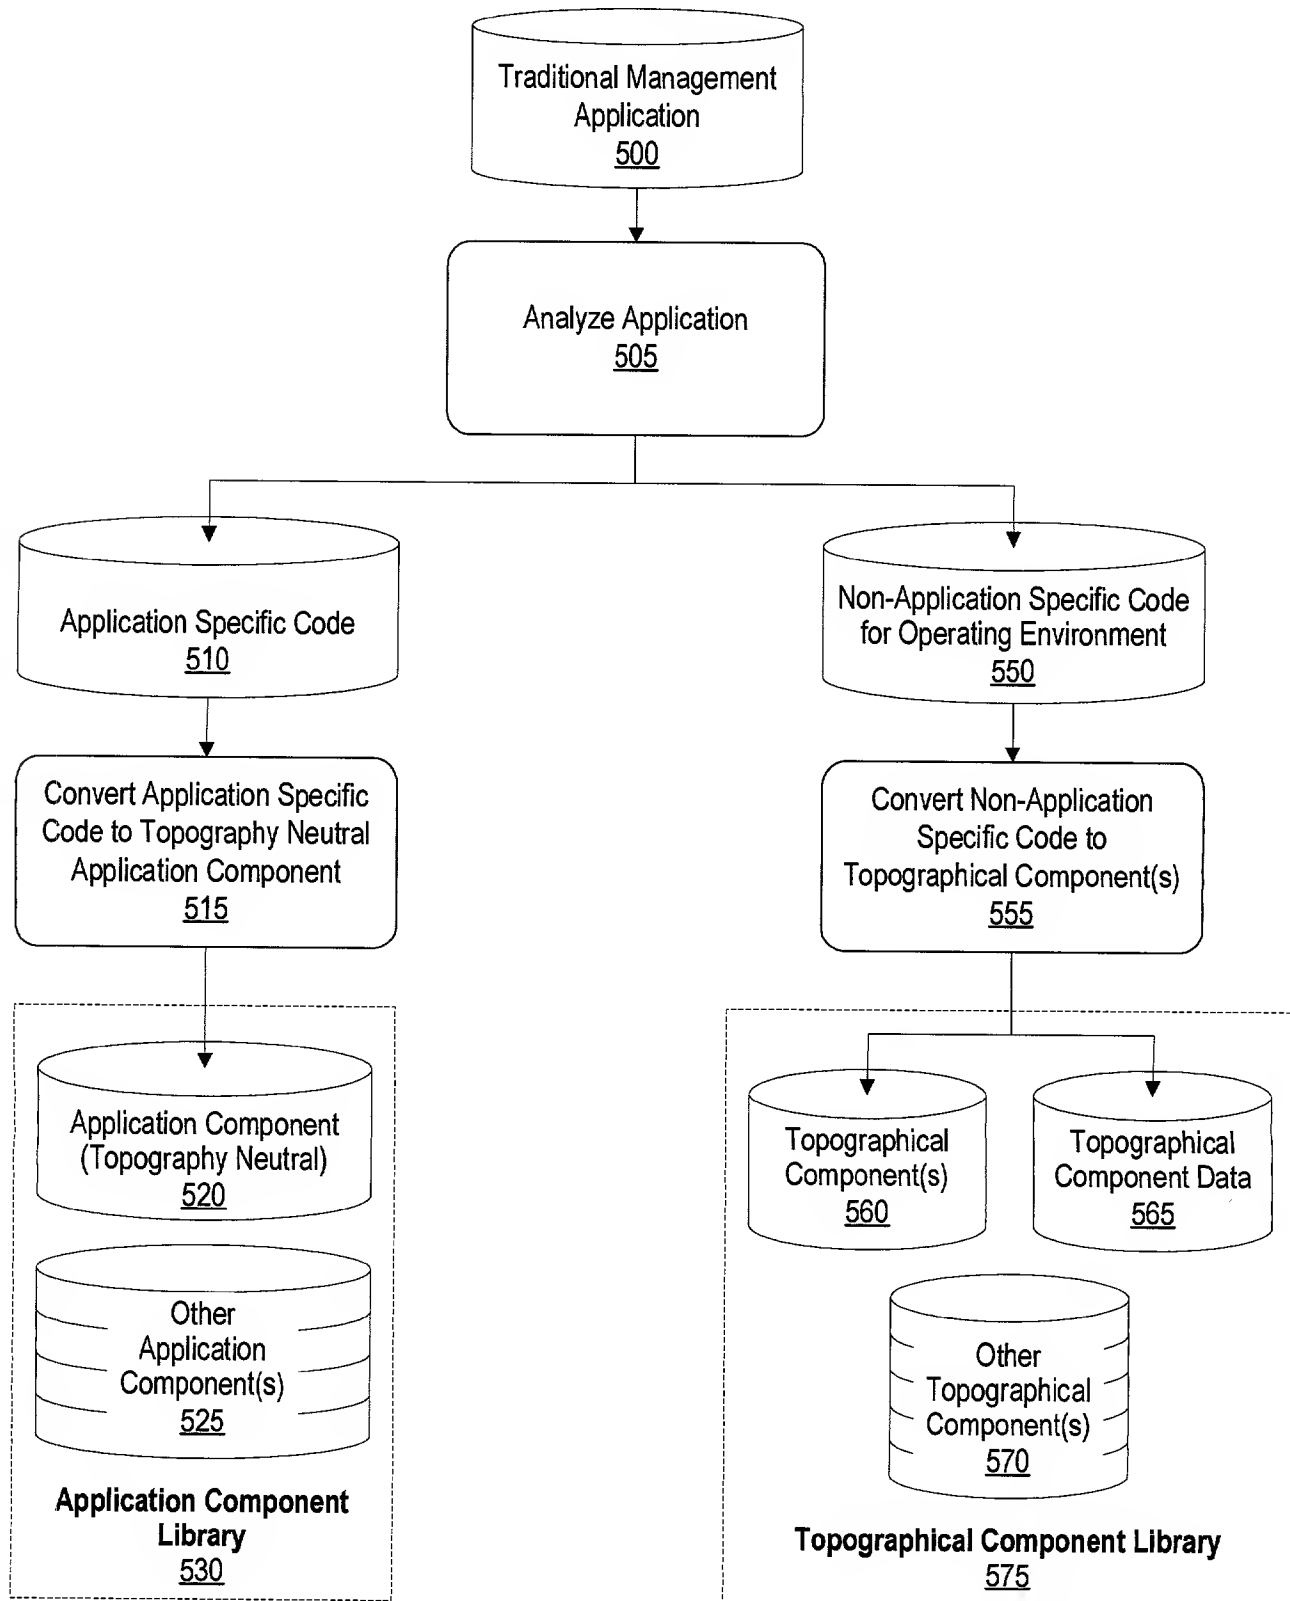 Traditional Management
Application
500
Analyze Application
505
Application Specific Code
510
Non-Application Specific Code
for Operating Environment
550
Convert Application Specific
Code to Topography Neutral
Application Component
515
Convert Non-Application
Specific Code to
Topographical Component(s)
555
Application Component
(Topography Neutral)
520
Other
Application
Component(s)
525
Application Component
Library
530
Topographical
Component(s)
560
Topographical
Component Data
565
Other
Topographical
Component(s)
570
Topographical Component Library
575